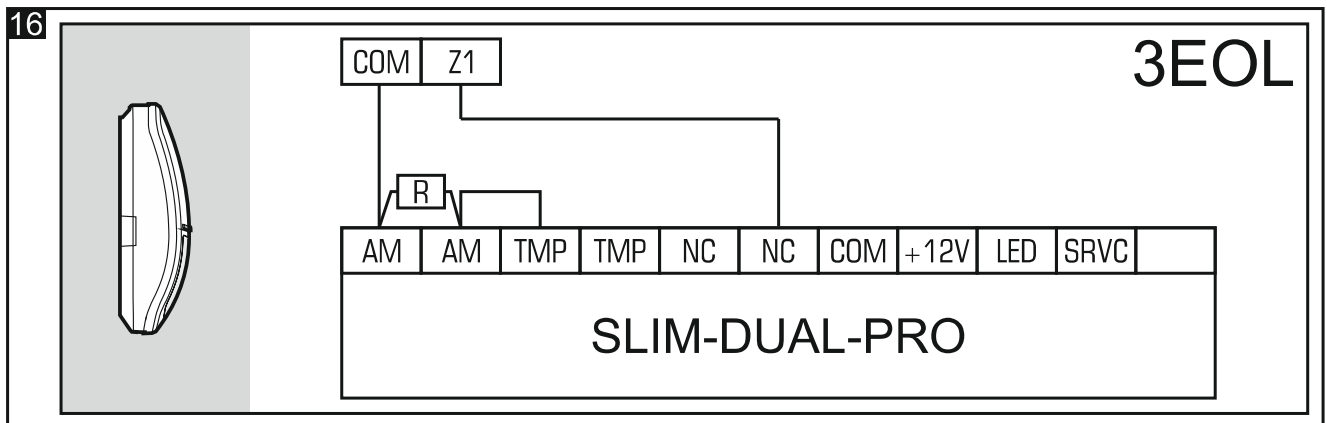 16
3EOL
COM Z1
R
AM AM TMP TMP NC NC COM +12V LED SRVC
SLIM-DUAL-PRO